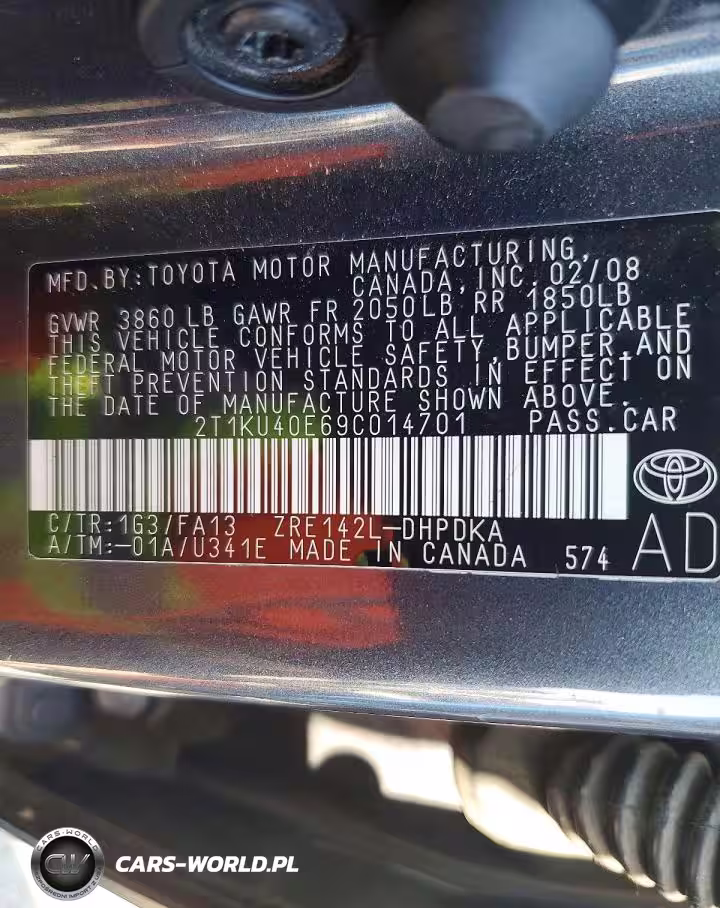 MFD.BY:TOYOTA MOTOR MANUFACTURING,
CANADA,INC.02/08
GVWR 3860 LB GAWR FR 2050LB RR 1850LB
THIS VEHICLE CONFORMS TO ALL APPLICABLE
FEDERAL MOTOR VEHICLE SAFETY,BUMPER,AND
THEFT PREVENTION STANDARDS IN EFFECT ON
THE DATE OF MANUFACTURE SHOWN ABOVE.
2T1KU40E69C014701 PASS.CAR
C/TR:1G3/FA13 ZRE142L-DHPDKA
A/TM:-01A/U341E MADE IN CANADA 574
AD
CARS-WORLD
CW
CARS-WORLD.PL